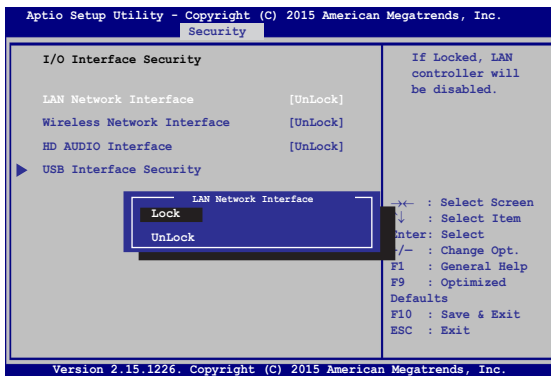 Aptio Setup Utility - Copyright (C) 2015 American Megatrends, Inc.
Security
I/O Interface Security
LAN Network Interface [UnLock]
Wireless Network Interface [UnLock]
HD AUDIO Interface [UnLock]
USB Interface Security
If Locked, LAN
controller will
be disabled.
LAN Network Interface
Lock
UnLock
→← : Select Screen
↓ : Select Item
nter: Select
/— : Change Opt.
F1 : General Help
F9 : Optimized
Defaults
F10 : Save & Exit
ESC : Exit
Version 2.15.1226. Copyright (C) 2015 American Megatrends, Inc.